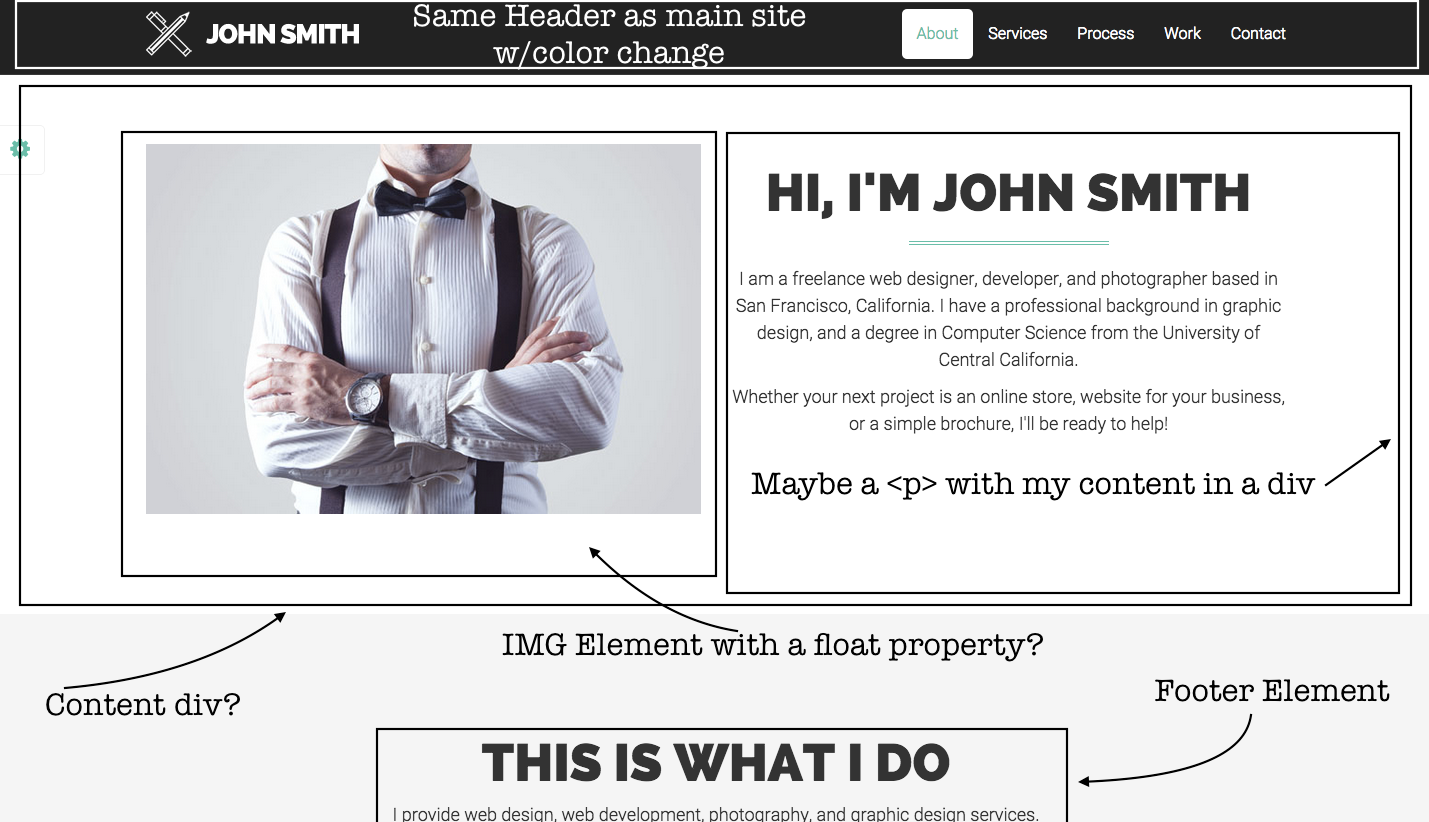 JOHN SMITH
Same Header as main site
w/color change
About Services Process Work Contact
HI, I'M JOHN SMITH
I am a freelance web designer, developer, and photographer based in
San Francisco, California. I have a professional background in graphic
design, and a degree in Computer Science from the University of
Central California.
Whether your next project is an online store, website for your business,
or a simple brochure, I'll be ready to help!
Maybe a <p> with my content in a div
IMG Element with a float property?
Content div?
Footer Element
THIS IS WHAT I DO
I provide web design, web development, photography, and graphic design services.